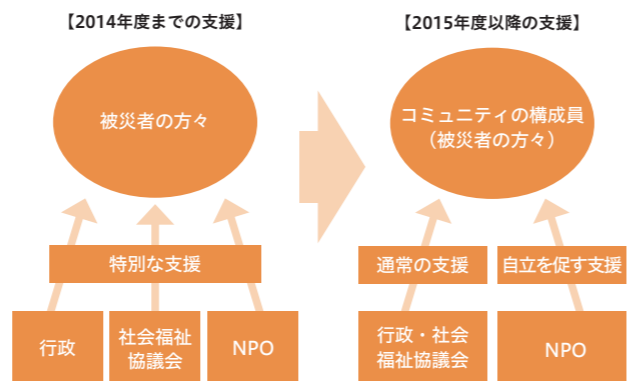 【2014年度までの支援】
被災者の方々
特別な支援
行政
社会福祉
協議会
NPO
【2015年度以降の支援】
コミュニティの構成員
（被災者の方々）
通常の支援
自立を促す支援
行政・社会
福祉協議会
NPO